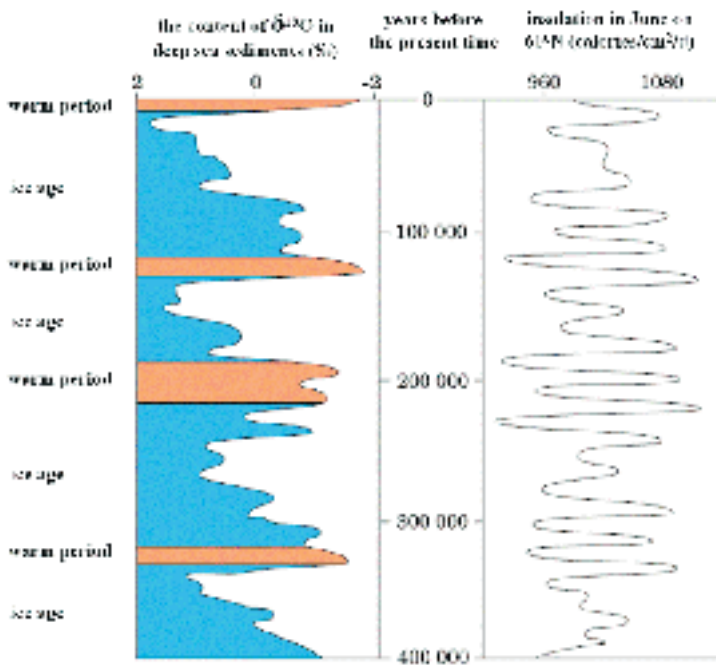 the content of δ¹⁸O in
deep sea sediments (‰)
years before
the present time
insolation in June on
(calories/cm²/d)
2 0 -2
960 1080
0
warm period
ice age
100 000
warm period
ice age
warm period
200 000
ice age
300 000
warm period
ice age
400 000